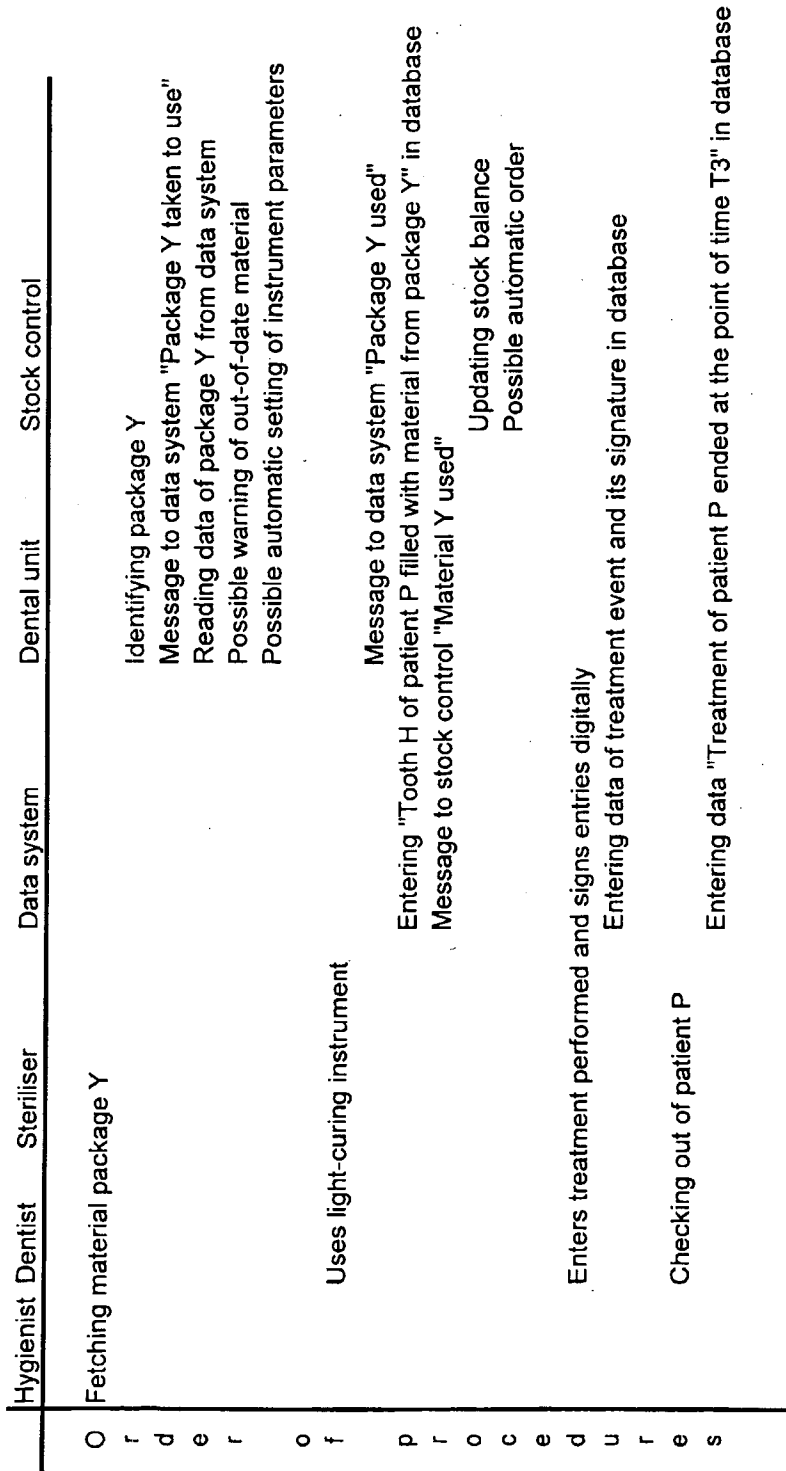 Hygienist Dentist Steriliser Data system Dental unit Stock control
Order of procedures
Fetching material package Y
Identifying package Y
Message to data system "Package Y taken to use"
Reading data of package Y from data system
Possible warning of out-of-date material
Possible automatic setting of instrument parameters
Uses light-curing instrument
Message to data system "Package Y used"
Entering "Tooth H of patient P filled with material from package Y" in database
Message to stock control "Material Y used"
Updating stock balance
Possible automatic order
Enters treatment performed and signs entries digitally
Entering data of treatment event and its signature in database
Checking out of patient P
Entering data "Treatment of patient P ended at the point of time T3" in database